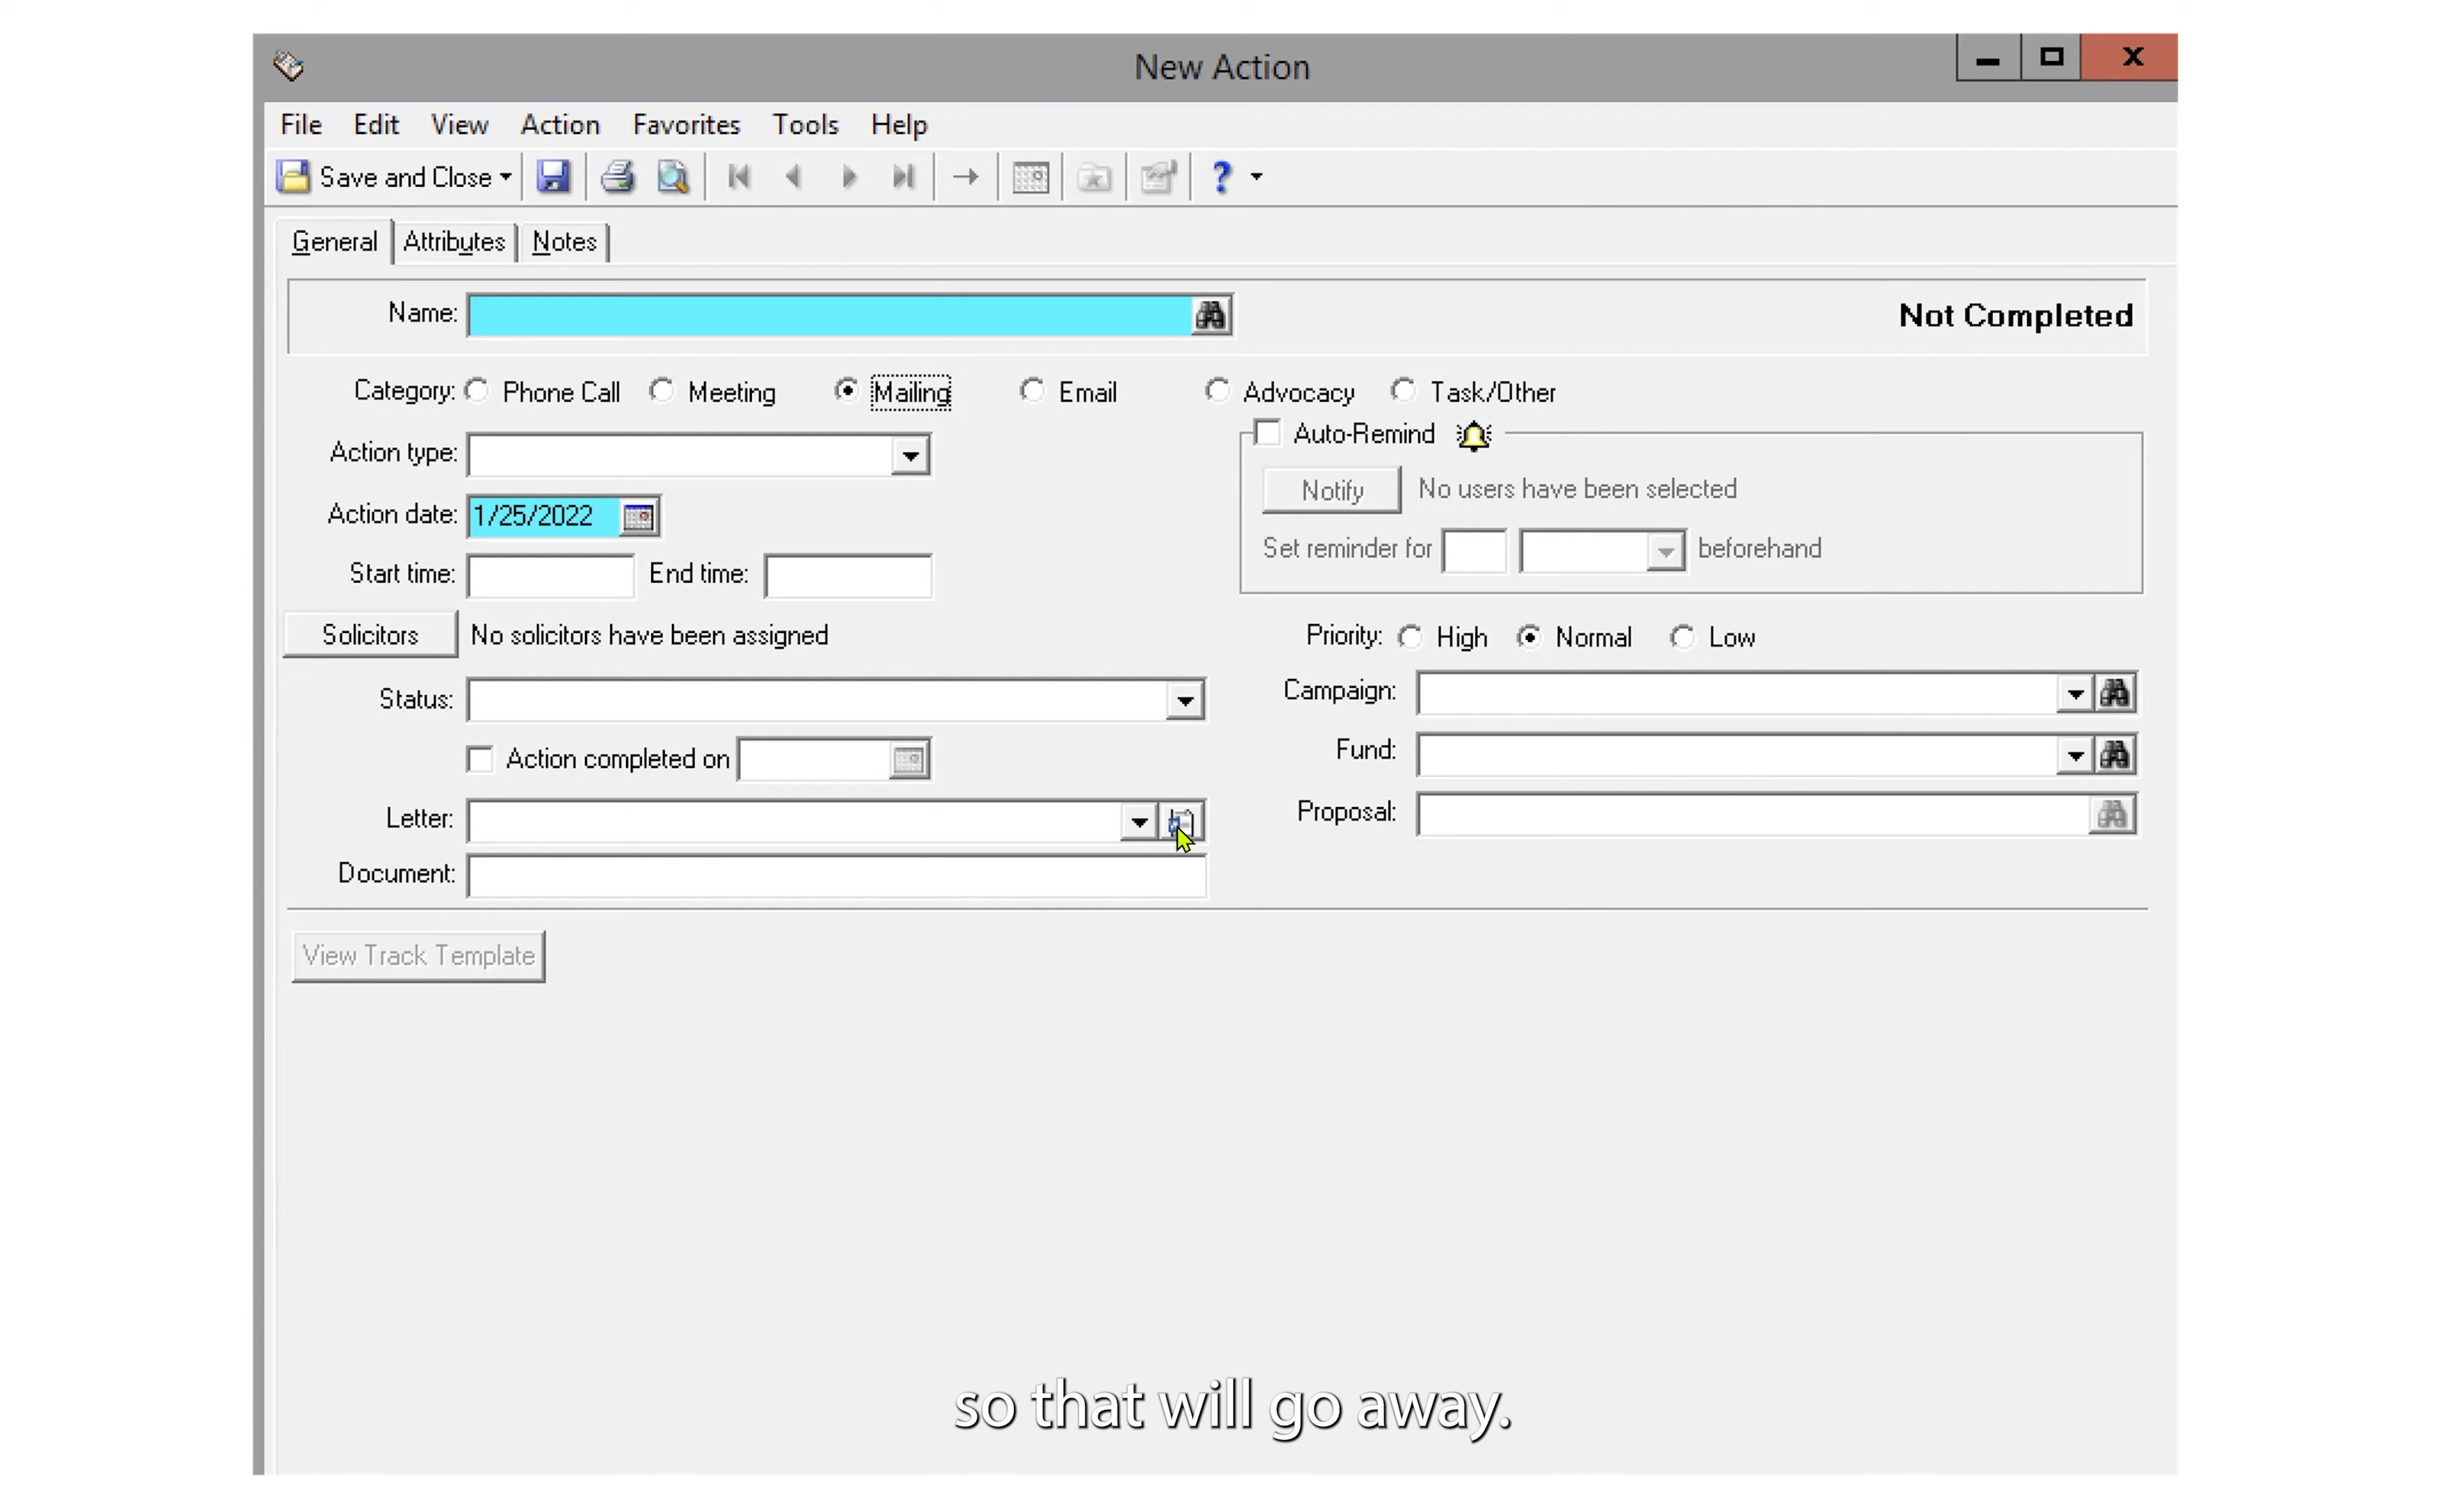 New Action
File Edit View Action Favorites Tools Help
Save and Close
General Attributes Notes
Name: Not Completed
Category: Phone Call Meeting Mailing Email Advocacy Task/Other
Action type: Auto-Remind
Notify No users have been selected
Action date: 1/25/2022
Set reminder for beforehand
Start time: End time:
Solicitors No solicitors have been assigned Priority: High Normal Low
Status: Campaign:
Action completed on Fund:
Letter: Proposal:
Document:
View Track Template
so that will go away.